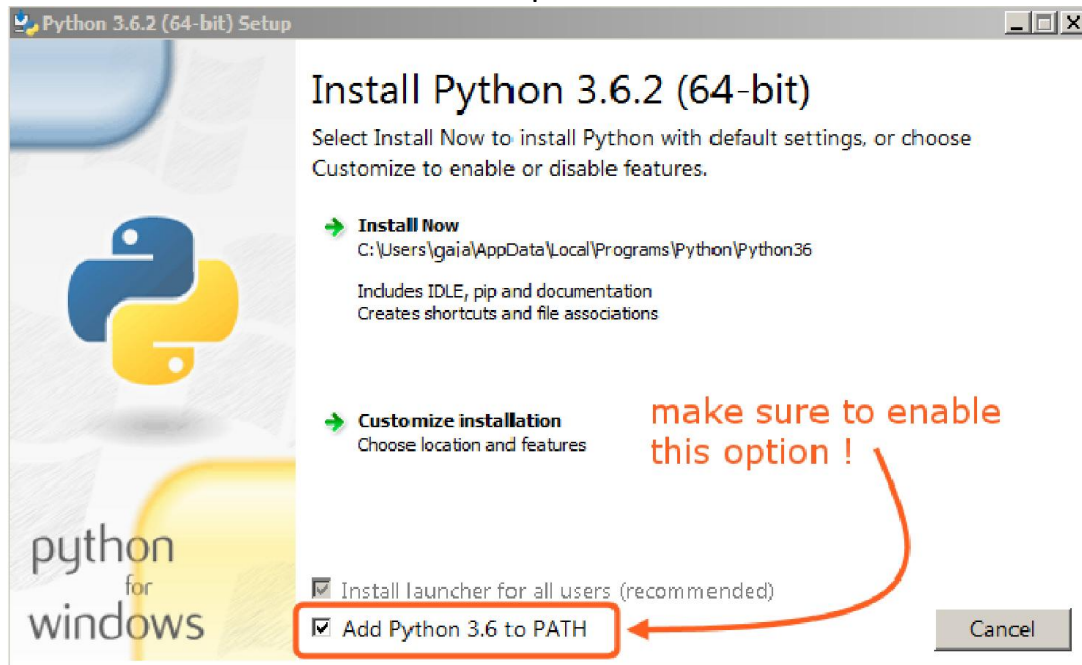 Python 3.6.2 (64-bit) Setup
Install Python 3.6.2 (64-bit)
Select Install Now to install Python with default settings, or choose
Customize to enable or disable features.
Install Now
C:\Users\gaia\AppData\Local\Programs\Python\Python36
Includes IDLE, pip and documentation
Creates shortcuts and file associations
Customize installation
Choose location and features
make sure to enable
this option !
python
for
windows
Install launcher for all users (recommended)
Add Python 3.6 to PATH
Cancel